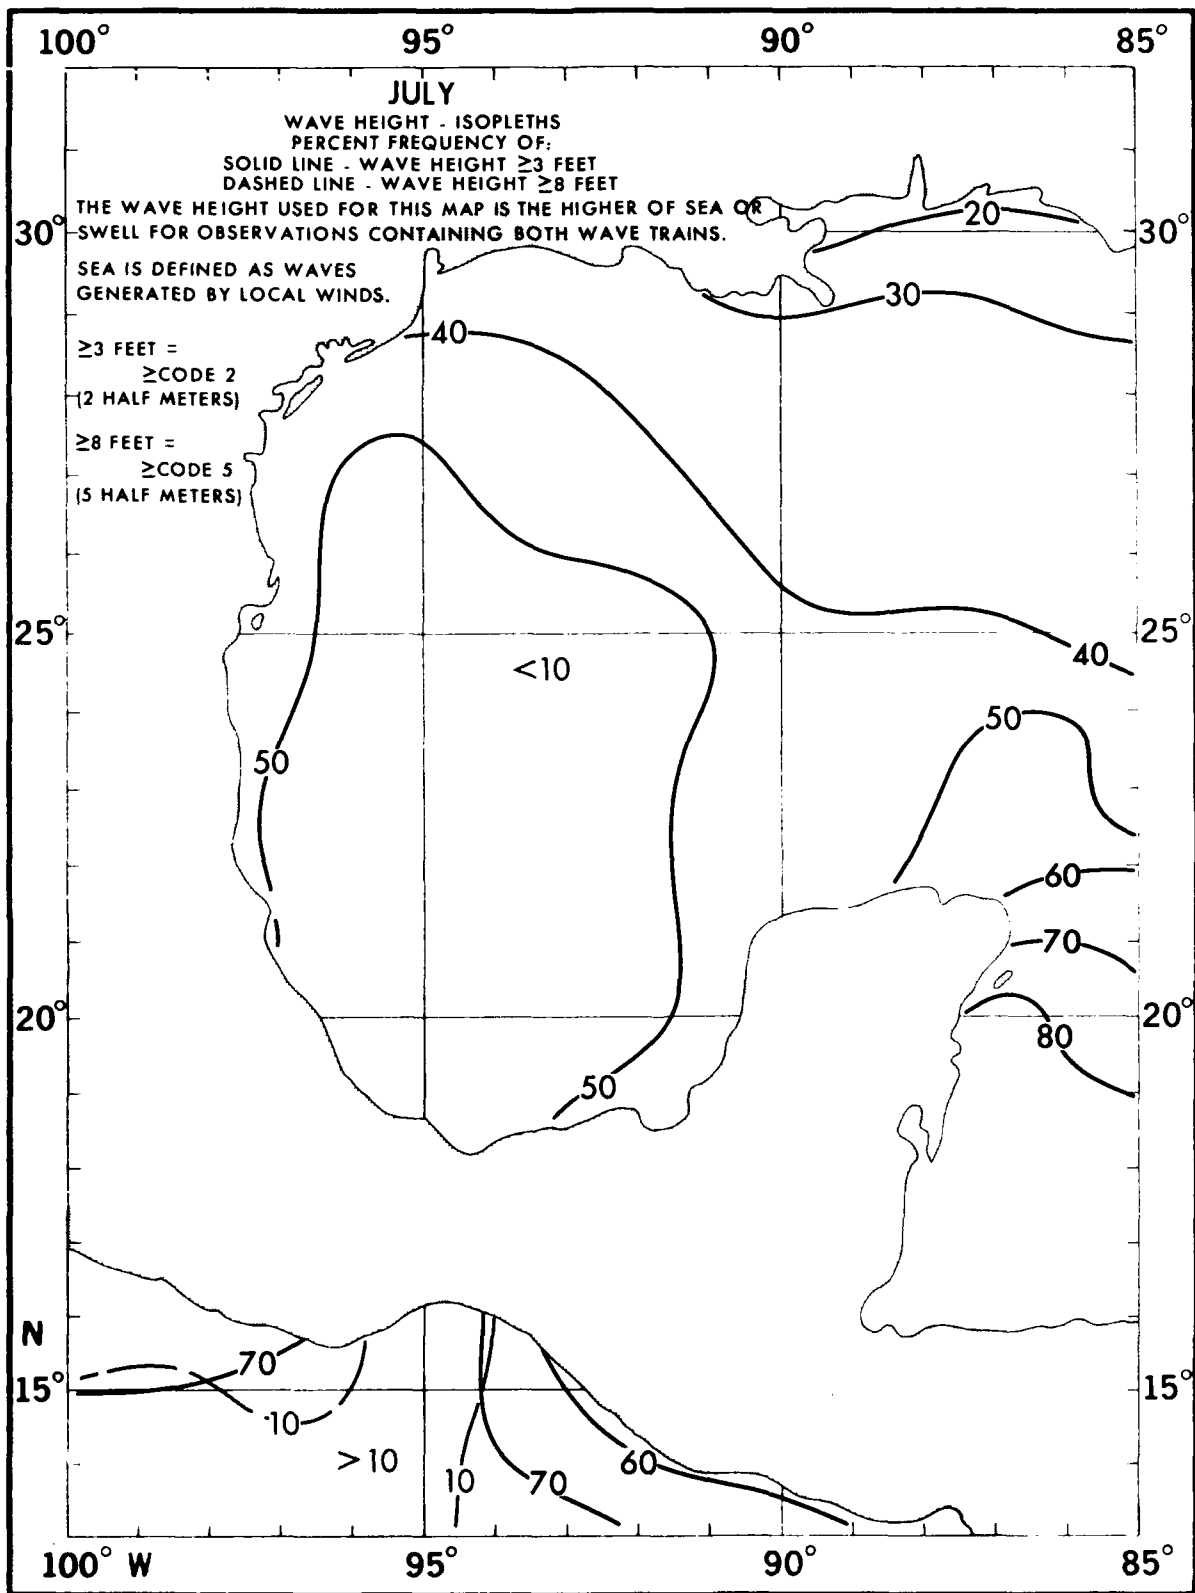 100° 95° 90° 85°
JULY
WAVE HEIGHT - ISOPLETHS
PERCENT FREQUENCY OF:
SOLID LINE - WAVE HEIGHT ≥3 FEET
DASHED LINE - WAVE HEIGHT ≥8 FEET
THE WAVE HEIGHT USED FOR THIS MAP IS THE HIGHER OF SEA OR
SWELL FOR OBSERVATIONS CONTAINING BOTH WAVE TRAINS.
20
30° 30°
SEA IS DEFINED AS WAVES
GENERATED BY LOCAL WINDS.
30
40
≥3 FEET =
≥CODE 2
(2 HALF METERS)
≥8 FEET =
≥CODE 5
(5 HALF METERS)
25° 25°
<10
40
50
50
60
70
20° 20°
80
50
N
70
15° 15°
10
>10
10
70
60
100° W 95° 90° 85°